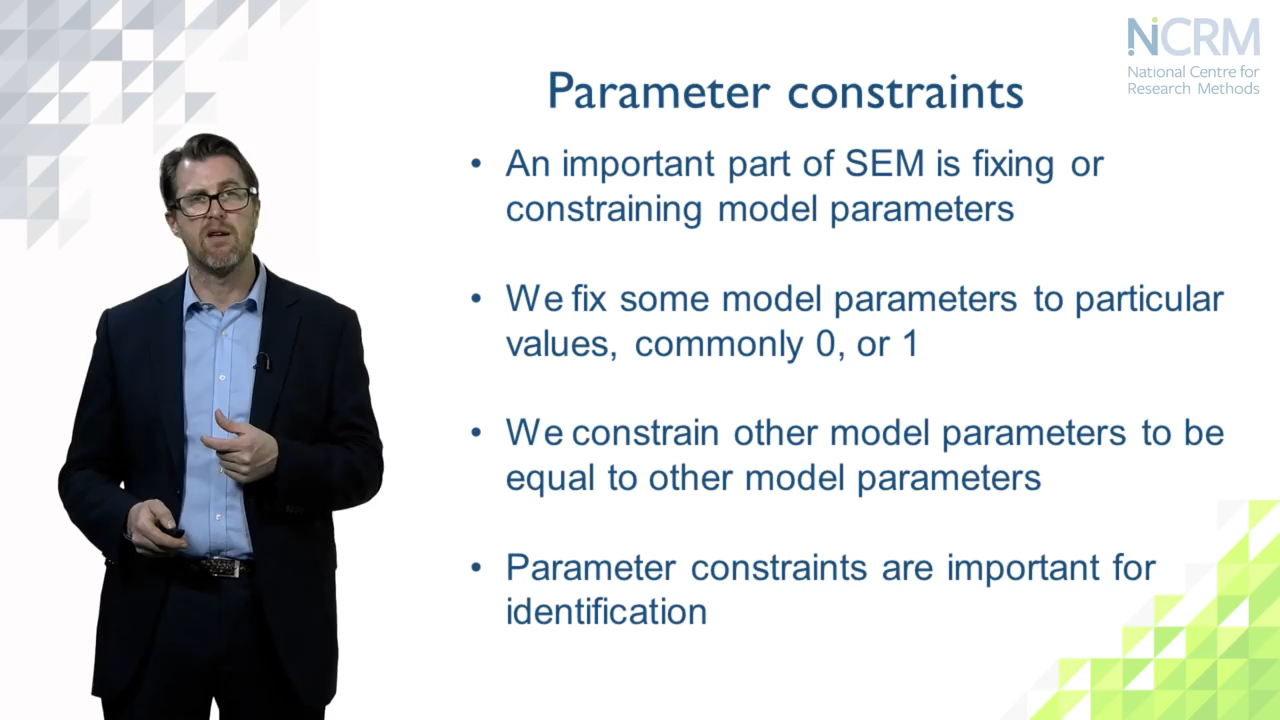 NCRM
National Centre for
Research Methods
Parameter constraints
• An important part of SEM is fixing or
constraining model parameters
• We fix some model parameters to particular
values, commonly 0, or 1
• We constrain other model parameters to be
equal to other model parameters
• Parameter constraints are important for
identification